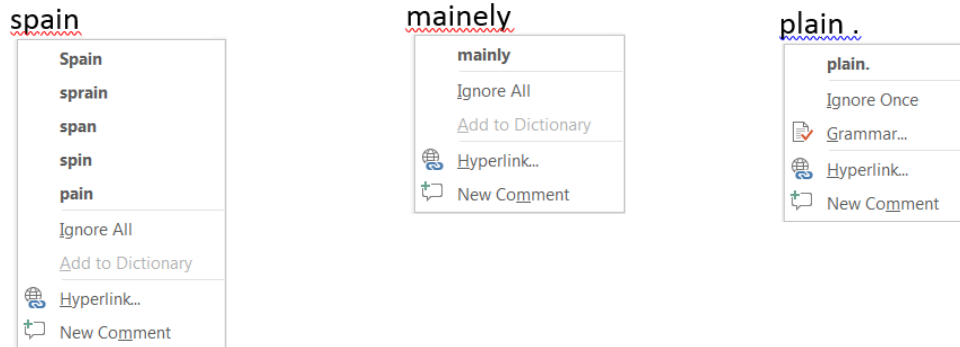 spain
Spain
sprain
span
spin
pain
Ignore All
Add to Dictionary
Hyperlink...
New Comment
mainely
mainly
Ignore All
Add to Dictionary
Hyperlink...
New Comment
plain .
plain.
Ignore Once
Grammar...
Hyperlink...
New Comment